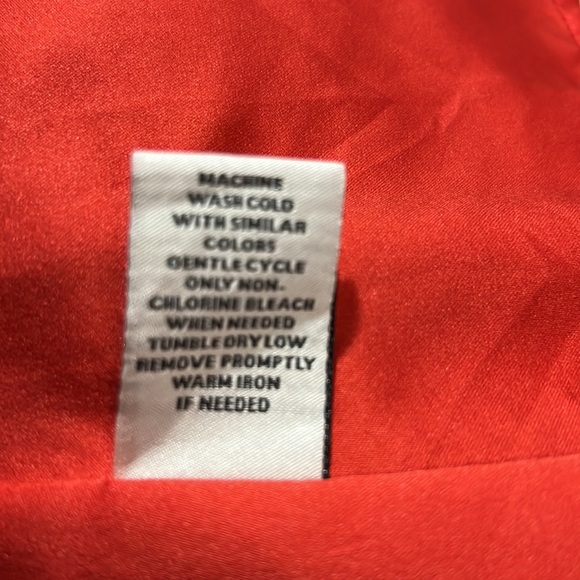 MACHINE
WASH COLD
WITH SIMILAR
COLORS
GENTLE CYCLE
ONLY NON-
CHLORINE BLEACH
WHEN NEEDED
TUMBLE DRY LOW
REMOVE PROMPTLY
WARM IRON
IF NEEDED